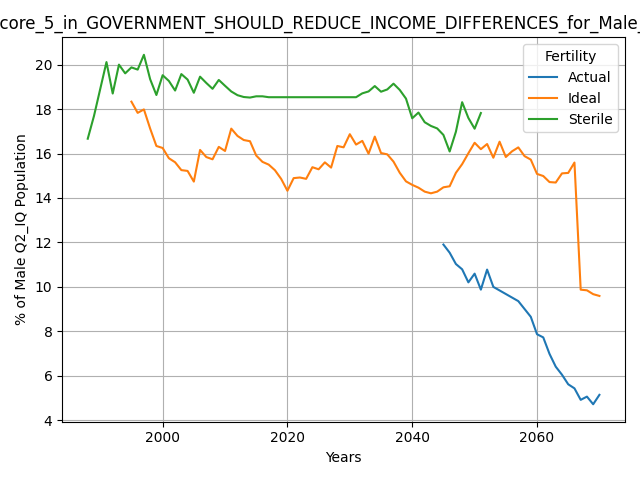 core_5_in_GOVERNMENT_SHOULD_REDUCE_INCOME_DIFFERENCES_for_Male_
Fertility
Actual
Ideal
Sterile
% of Male Q2_IQ Population
20
18
16
14
12
10
8
6
4
2000
2020
2040
2060
Years